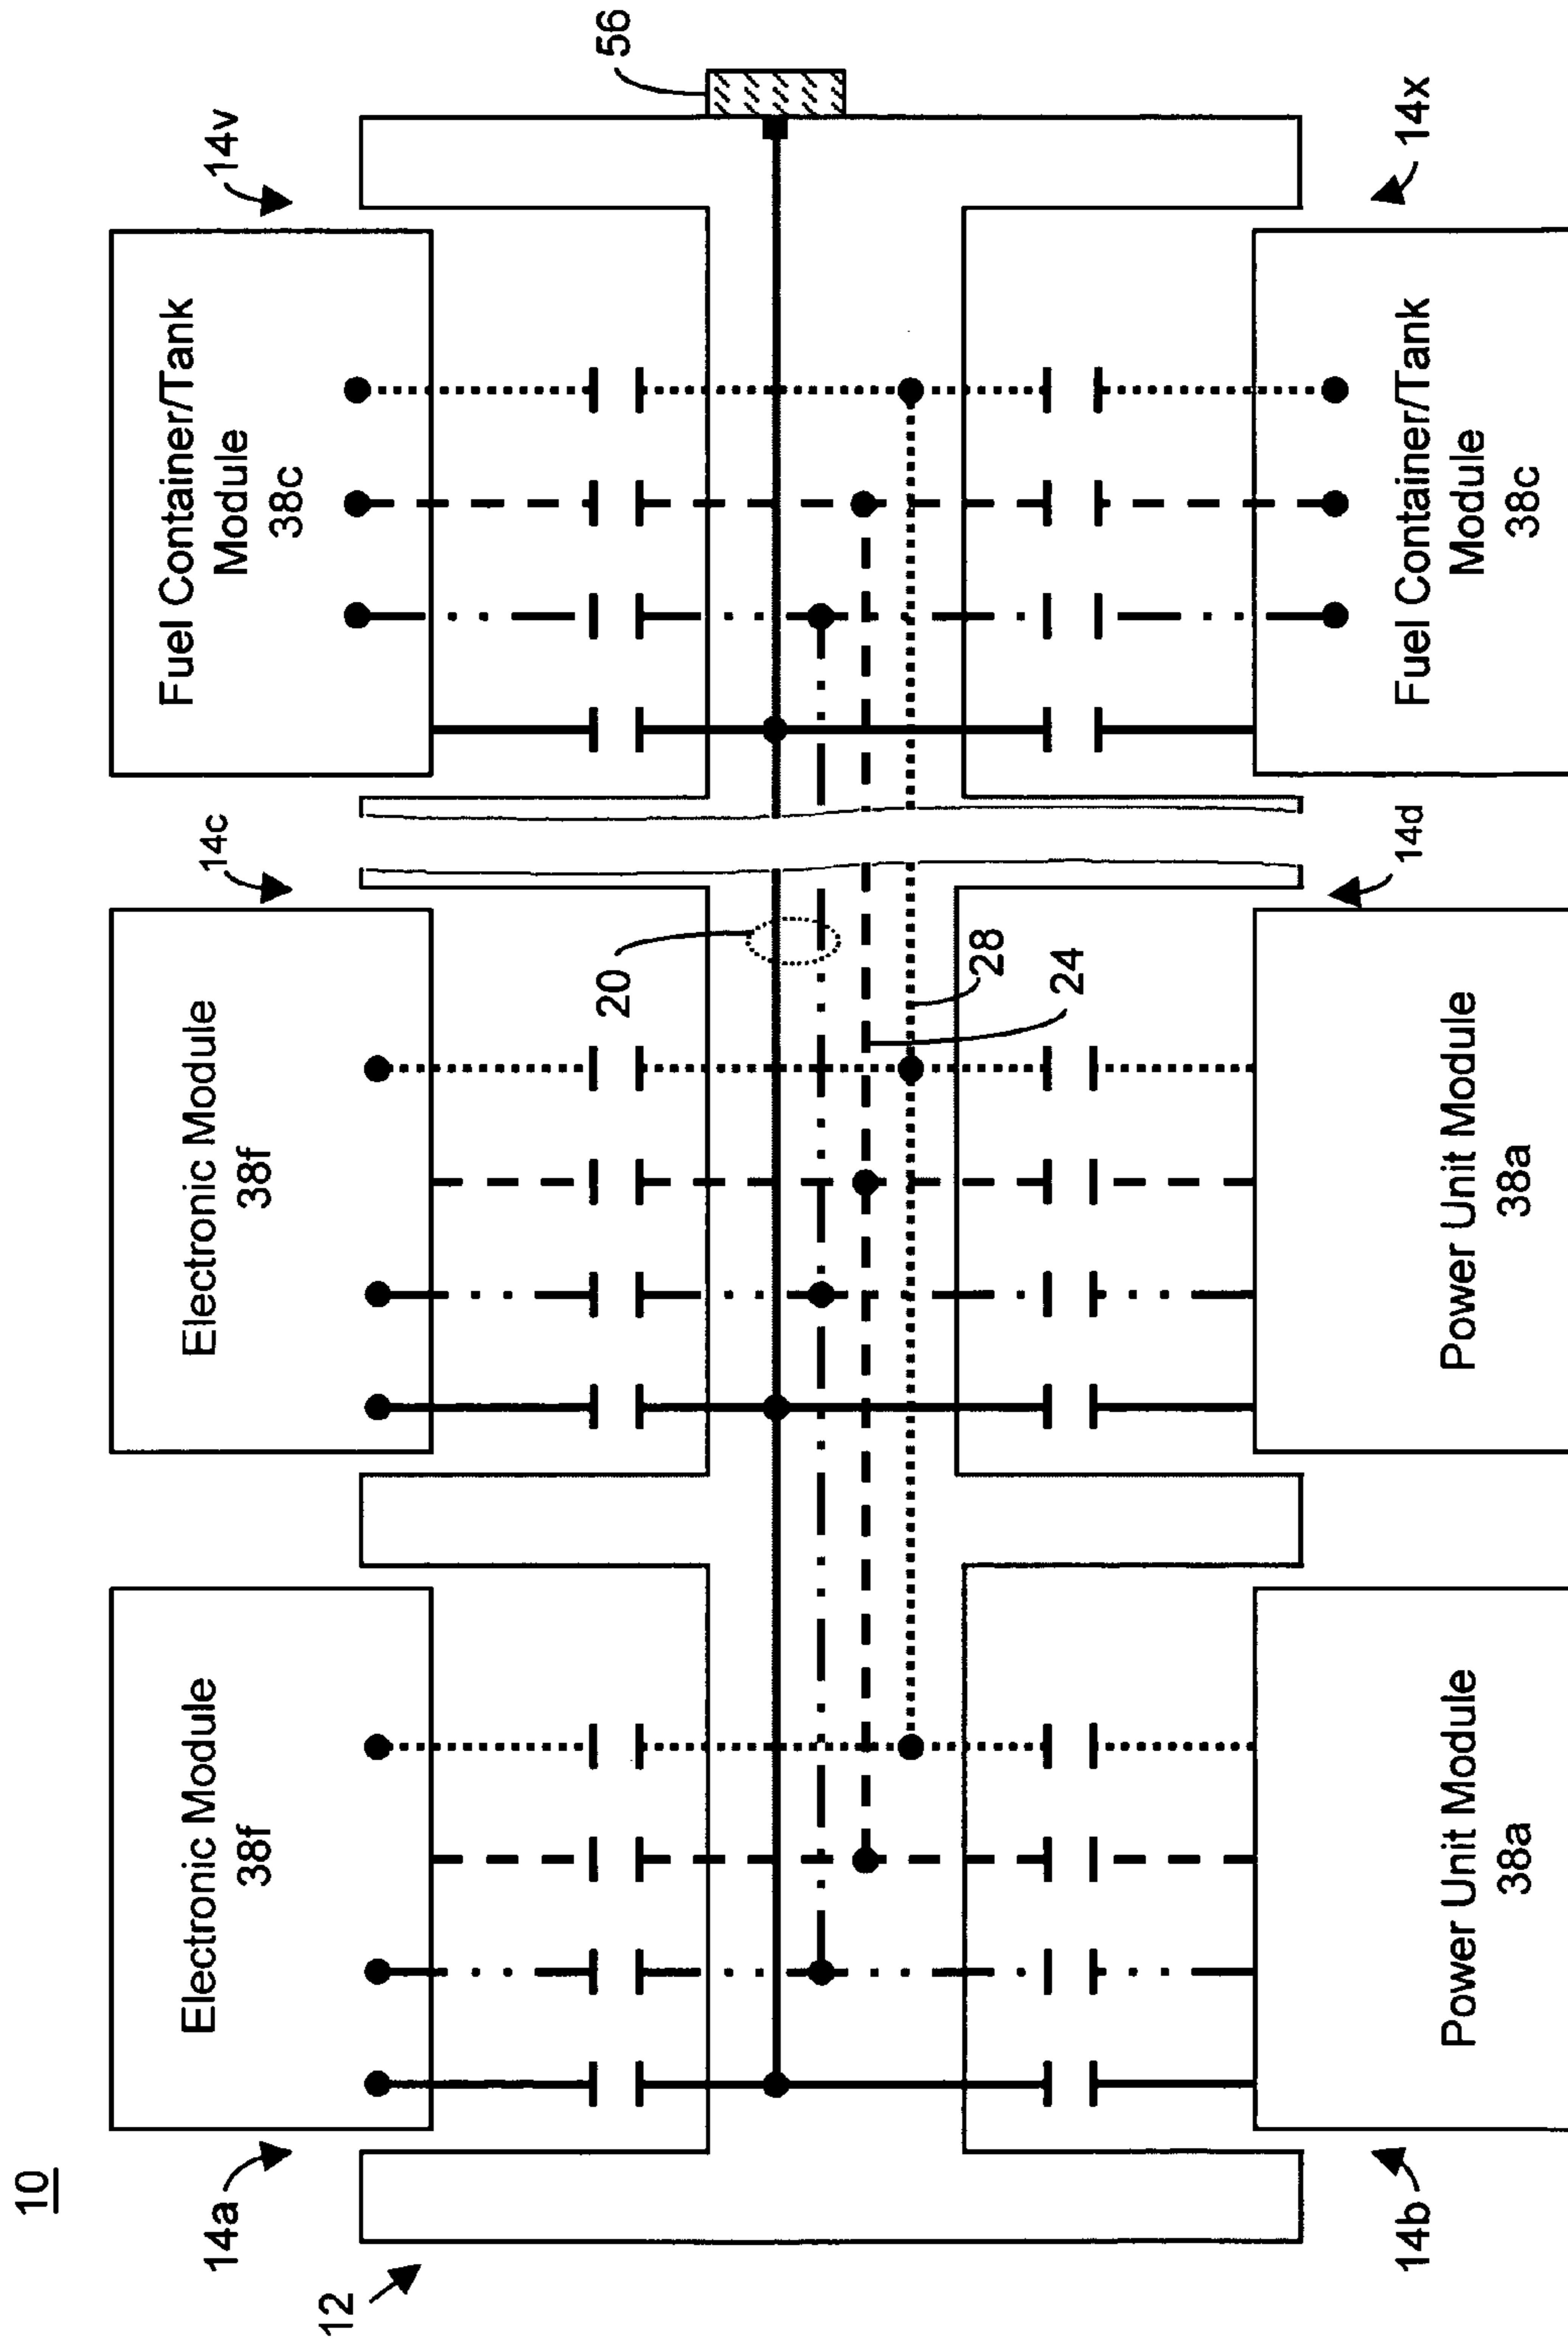 10
12
14a
14c
14v
56
Electronic Module
38f
Electronic Module
38f
Fuel Container/Tank
Module
38c
20
28
24
14b
14d
14x
Power Unit Module
38a
Power Unit Module
38a
Fuel Container/Tank
Module
38c